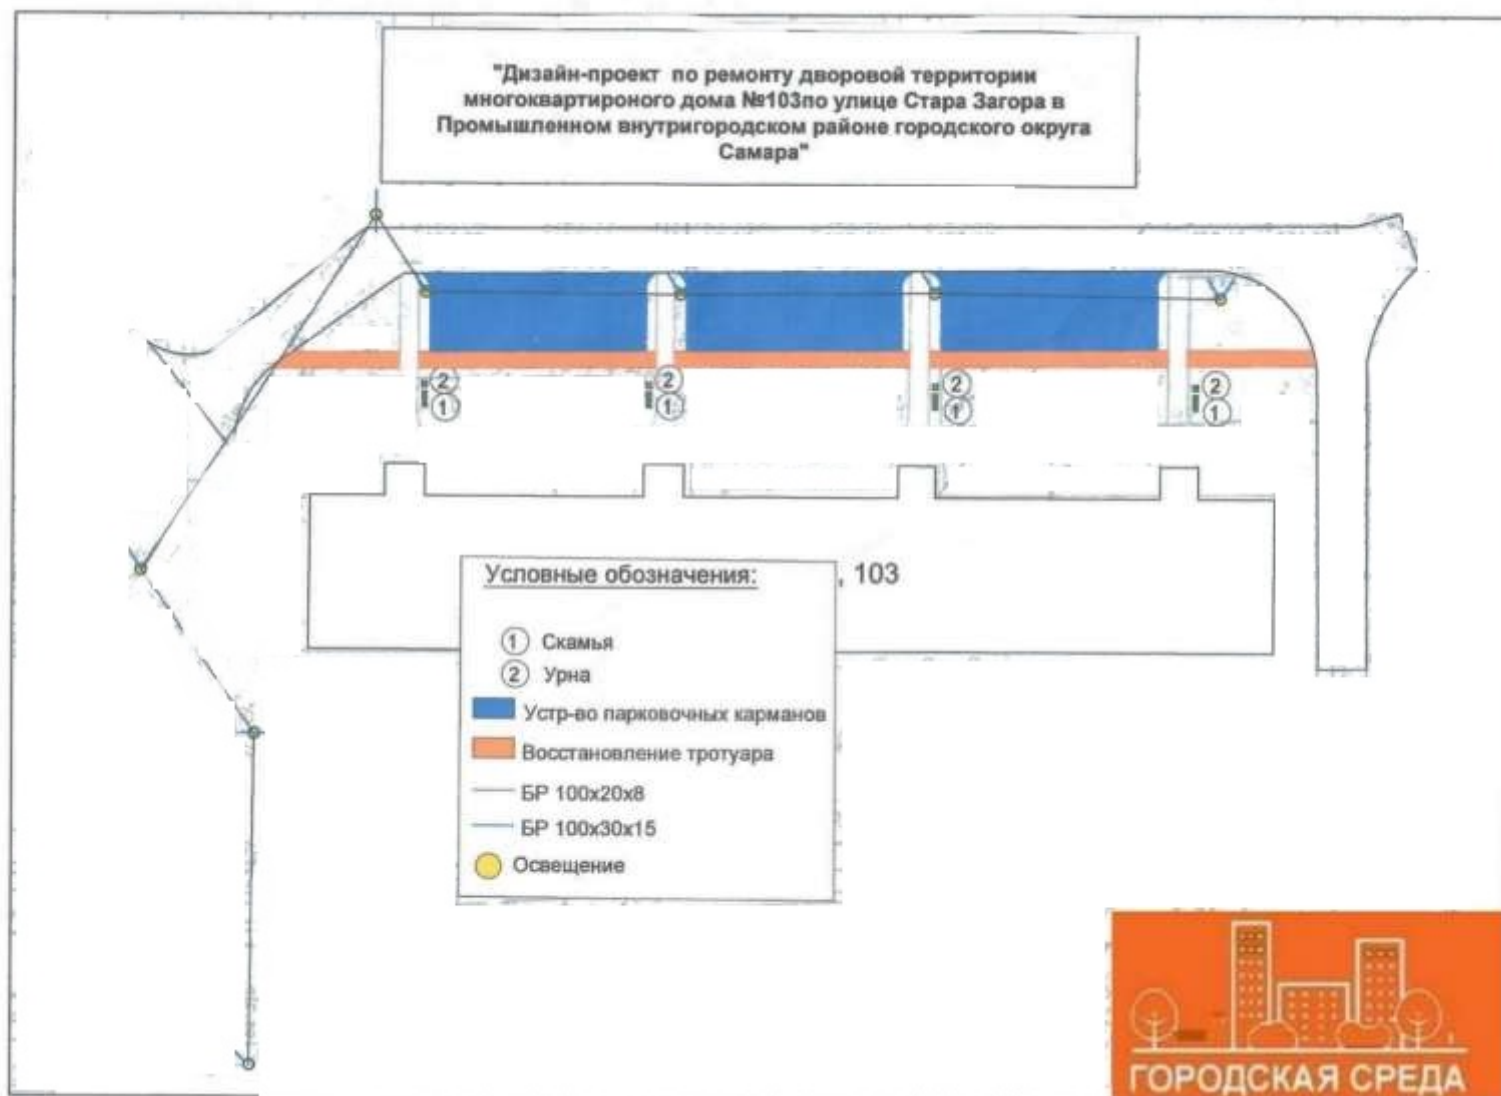 "Дизайн-проект по ремонту дворовой территории
многоквартироного дома №103по улице Стара Загора в
Промышленном внутригородском районе городского округа
Самара"
2
1
2
1
2
1
2
1
, 103
Условные обозначения:
1 Скамья
2 Урна
Устр-во парковочных карманов
Восстановление тротуара
БР 100х20х8
БР 100х30х15
Освещение
ГОРОДСКАЯ СРЕДА